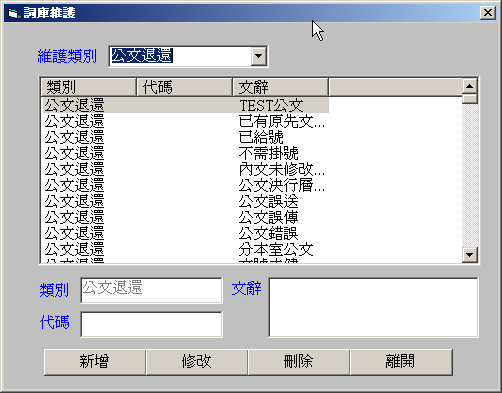 詞庫維護
維護類別 公文退還
類別 代碼 文辭
公文退還 TEST公文
公文退還 已有原先文...
公文退還 已給號
公文退還 不需掛號
公文退還 內文未修改...
公文退還 公文決行層...
公文退還 公文誤送
公文退還 公文誤傳
公文退還 公文錯誤
公文退還 分本室公文
公文退還
類別 公文退還 文辭
代碼
新增 修改 刪除 離開